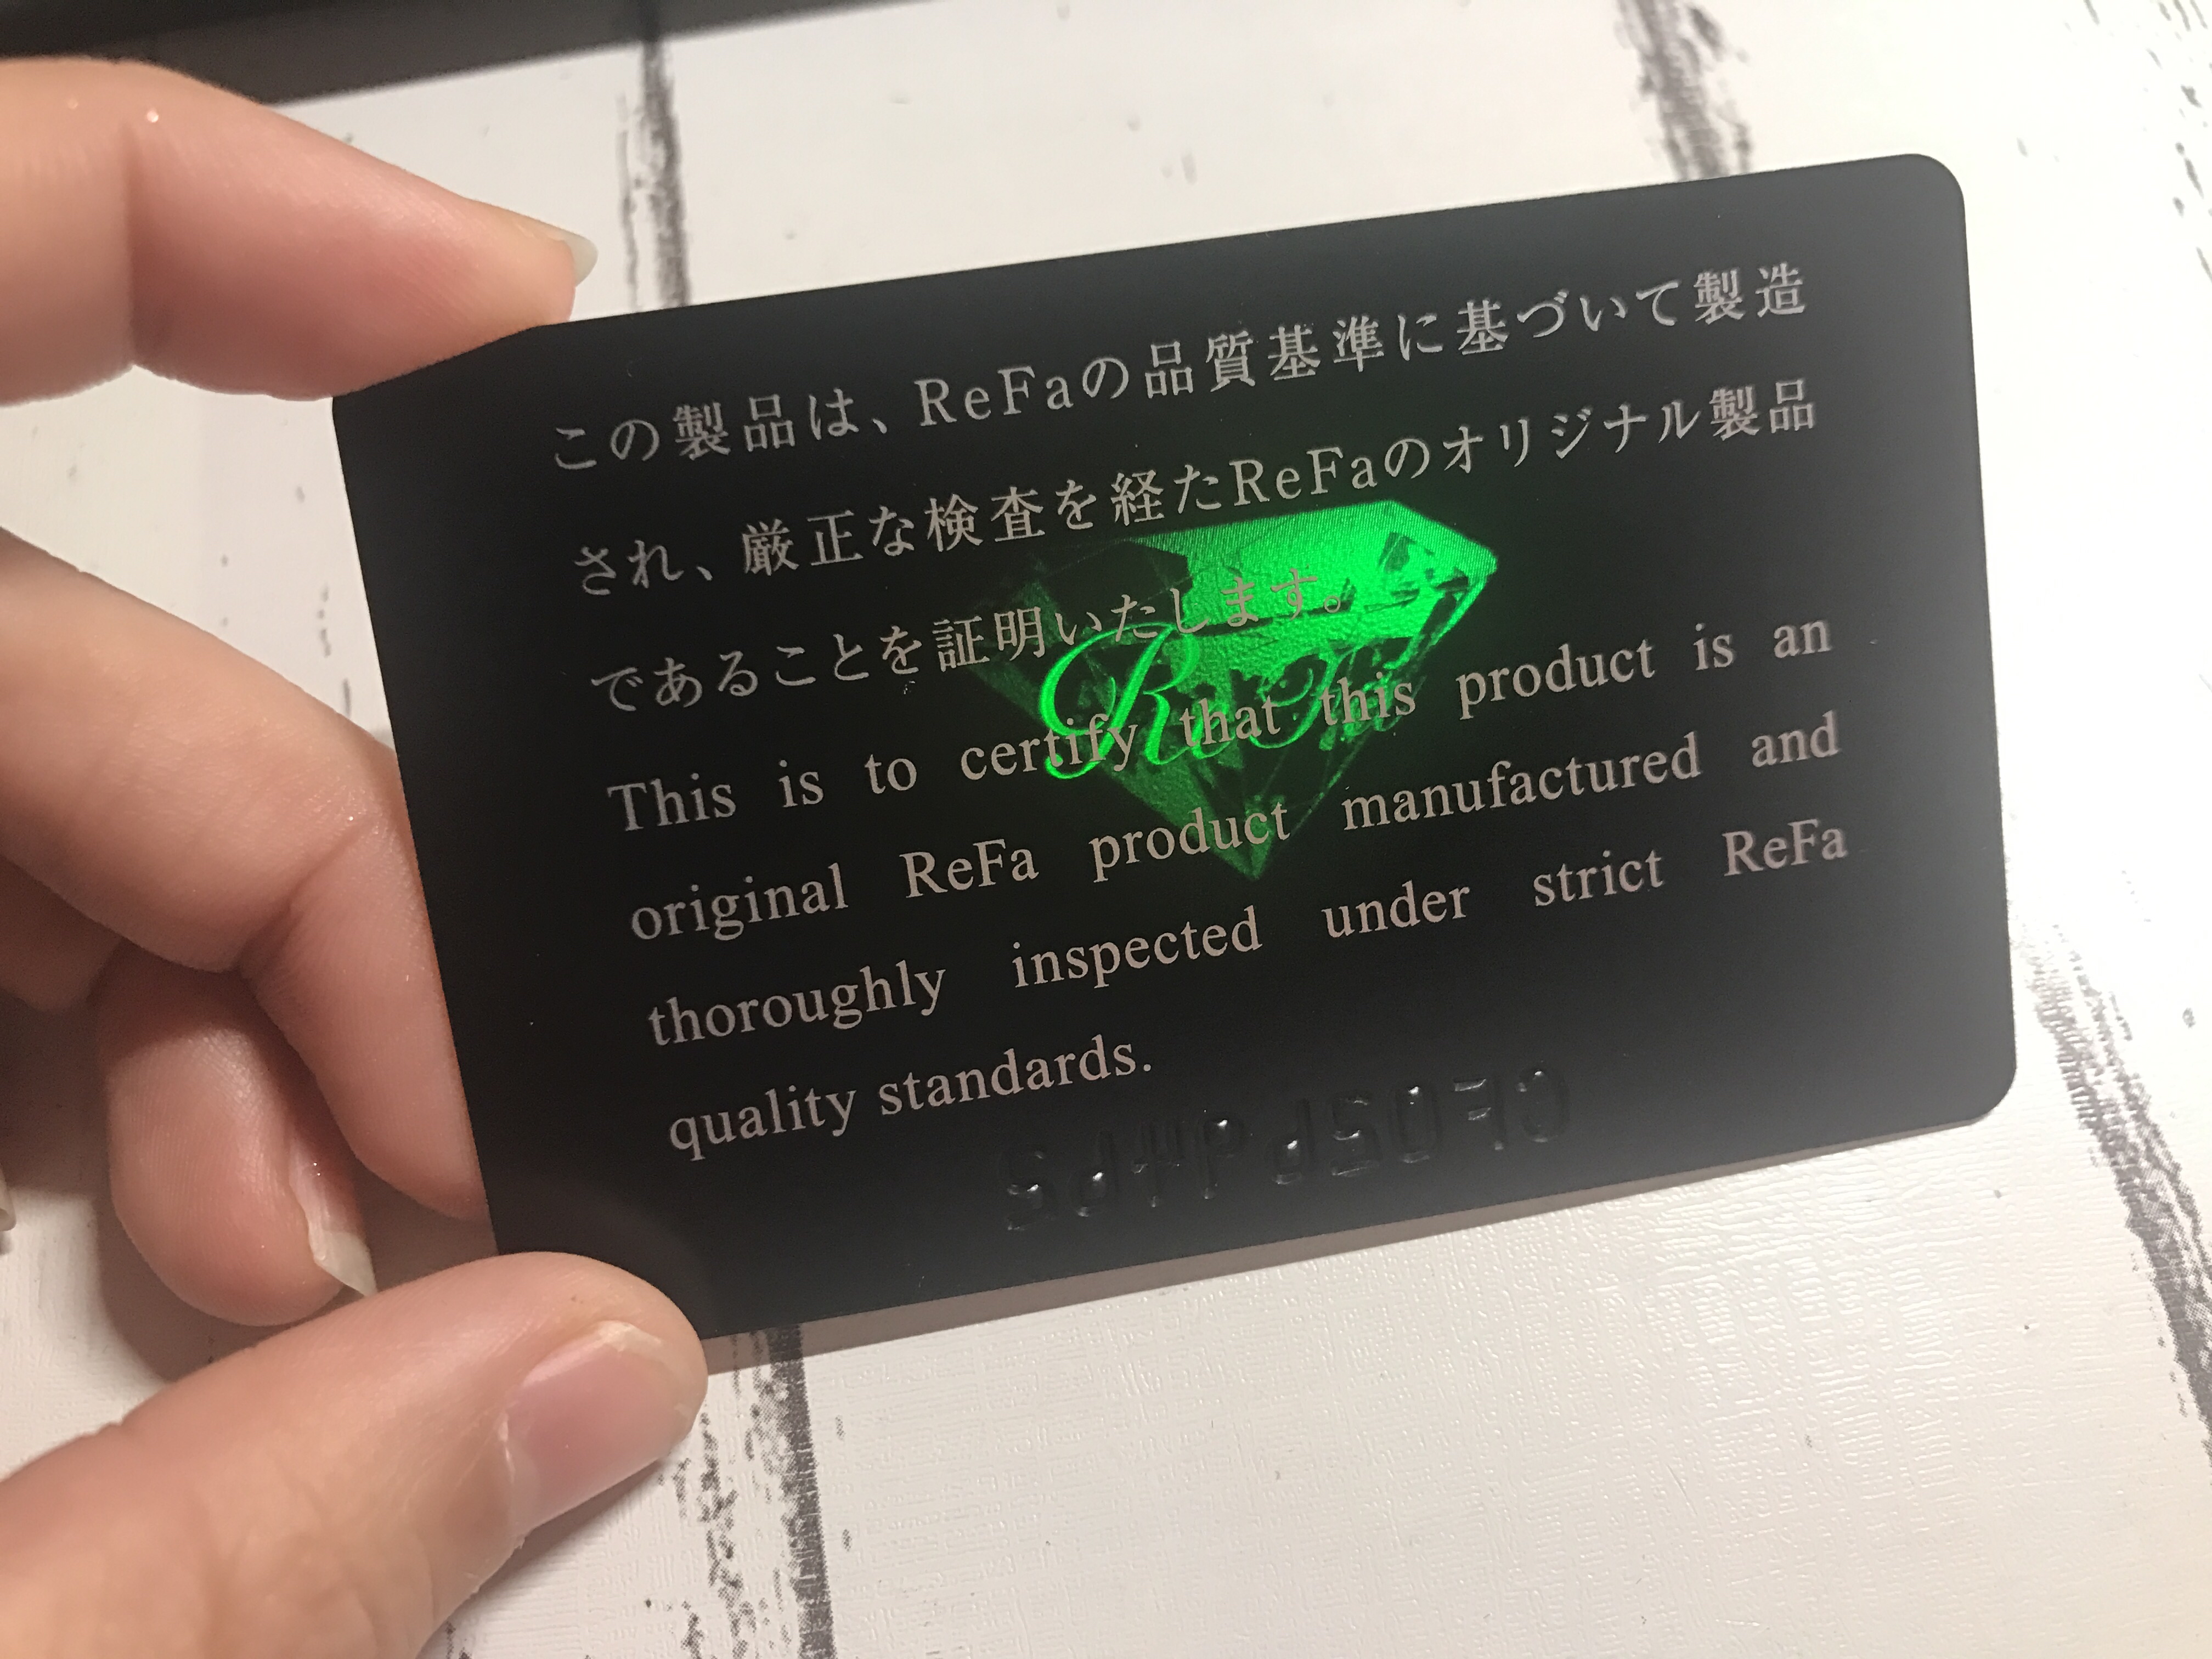 この製品は、ReFaの品質基準に基づいて製造
され、厳正な検査を経たReFaのオリジナル製品
であることを証明いたします。
ReFa
This is to certify that this product is an
original ReFa product manufactured and
thoroughly inspected under strict ReFa
quality standards.